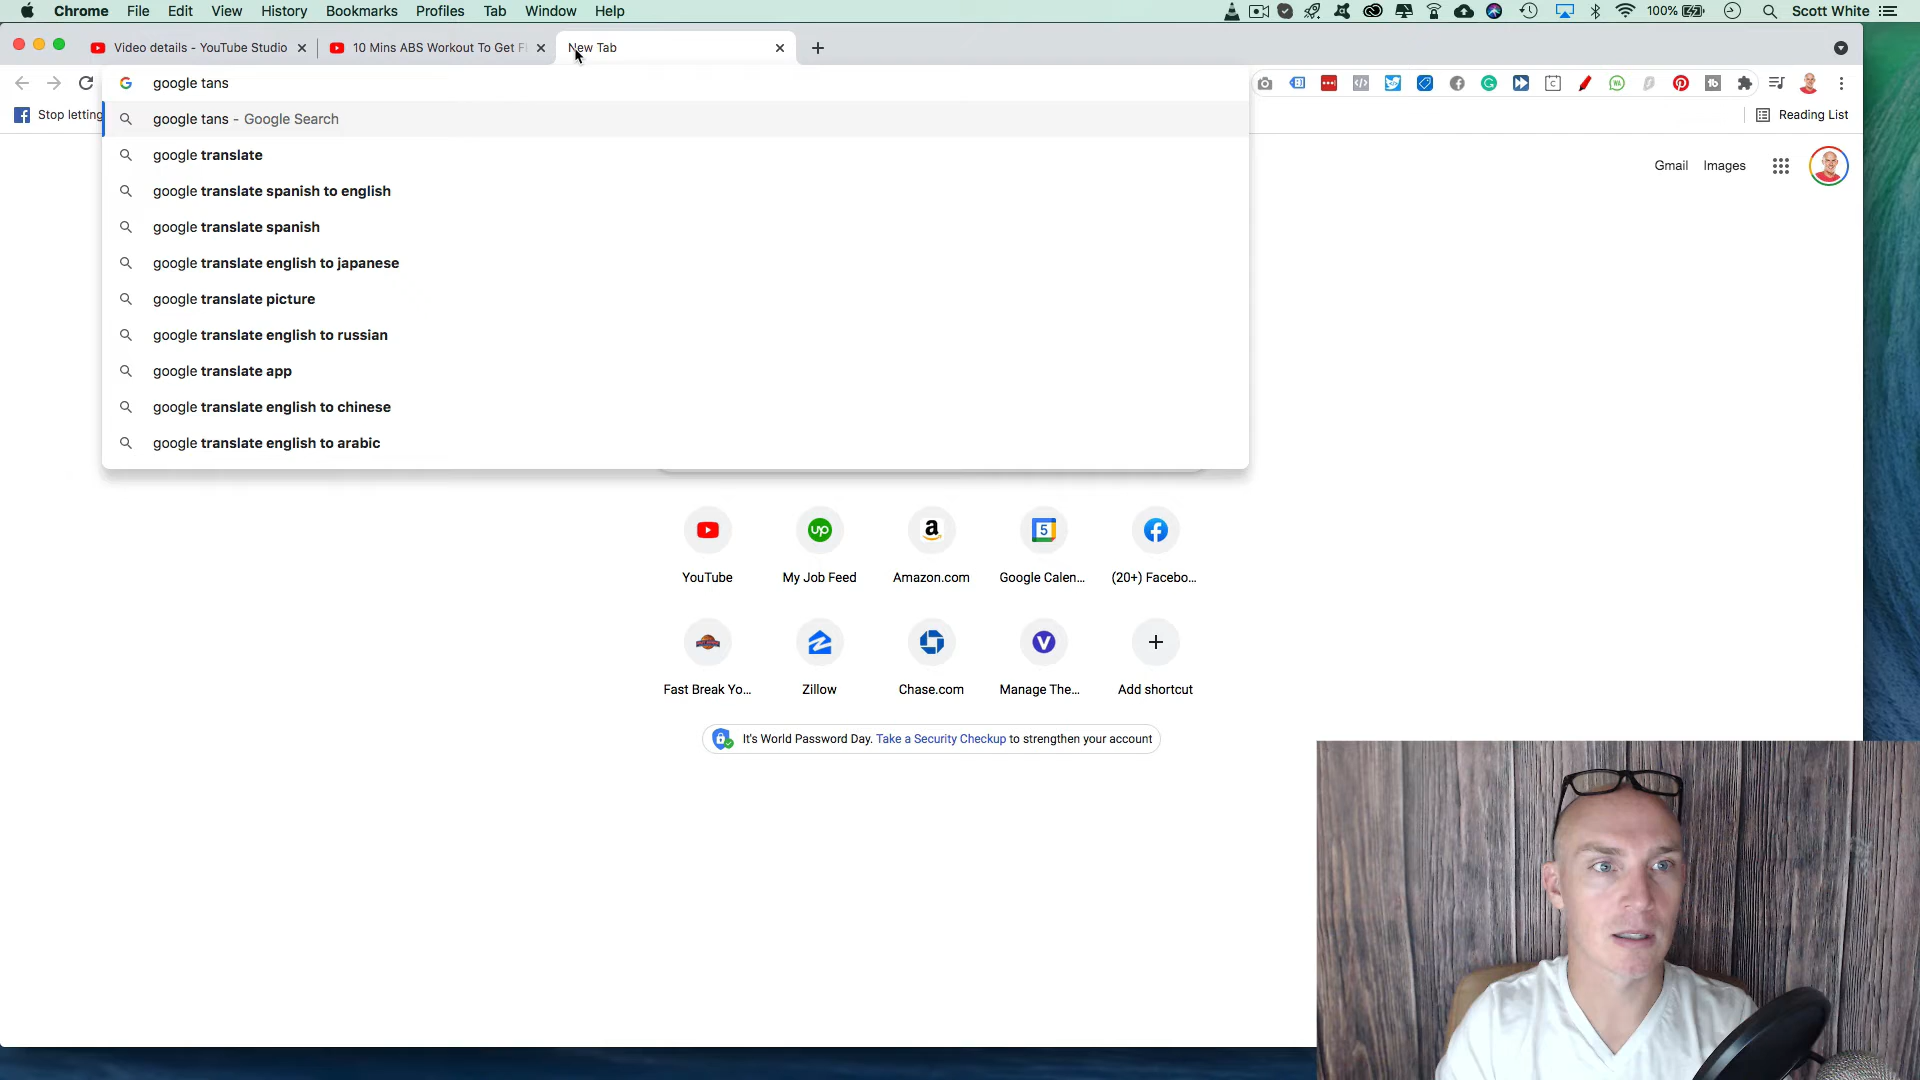 Chrome File Edit View History Bookmarks Profiles Tab Window Help 100% Scott White
Video details - YouTube Studio 10 Mins ABS Workout To Get New Tab
google tans
Stop letting
google tans - Google Search
Reading List
google translate
google translate spanish to english
google translate spanish
google translate english to japanese
google translate picture
google translate english to russian
google translate app
google translate english to chinese
google translate english to arabic
Gmail Images
YouTube My Job Feed Amazon.com Google Calen... (20+) Facebo...
Fast Break Yo... Zillow Chase.com Manage The... Add shortcut
It's World Password Day. Take a Security Checkup to strengthen your account